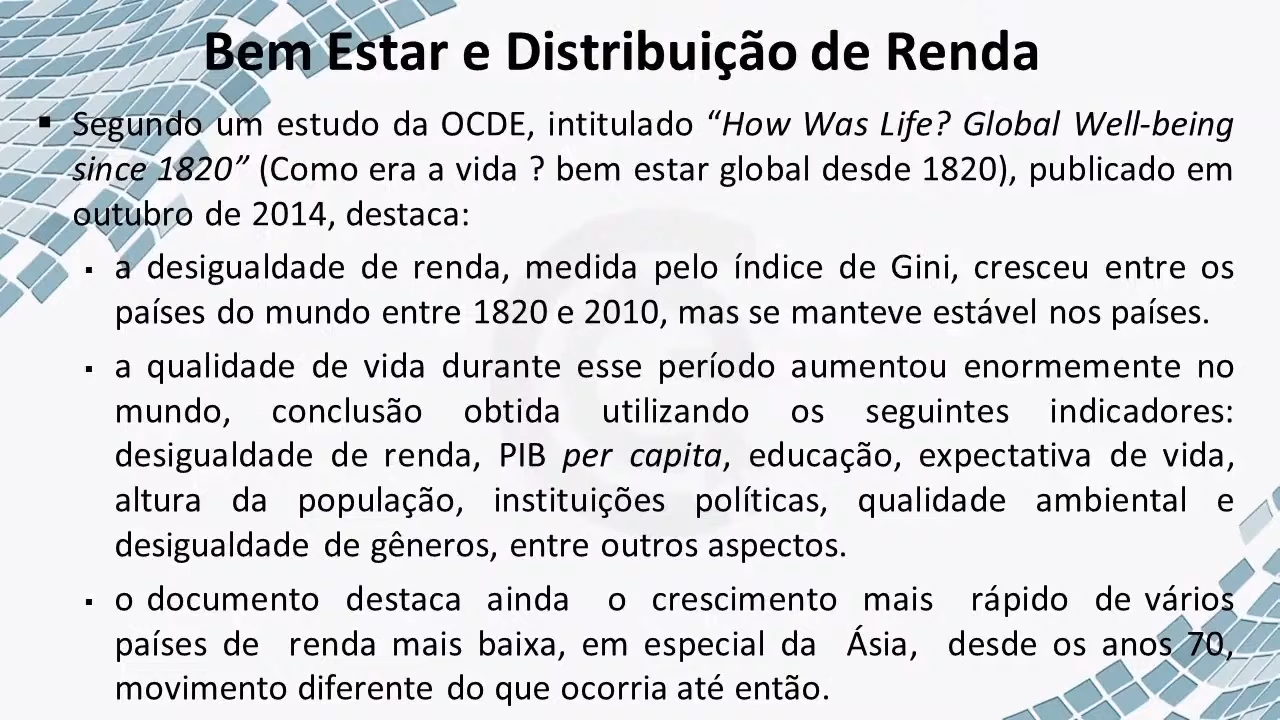 Bem Estar e Distribuição de Renda
▪ Segundo um estudo da OCDE, intitulado “How Was Life? Global Well-being
since 1820” (Como era a vida ? bem estar global desde 1820), publicado em
outubro de 2014, destaca:
▪ a desigualdade de renda, medida pelo índice de Gini, cresceu entre os
países do mundo entre 1820 e 2010, mas se manteve estável nos países.
▪ a qualidade de vida durante esse período aumentou enormemente no
mundo, conclusão obtida utilizando os seguintes indicadores:
desigualdade de renda, PIB per capita, educação, expectativa de vida,
altura da população, instituições políticas, qualidade ambiental e
desigualdade de gêneros, entre outros aspectos.
▪ o documento destaca ainda o crescimento mais rápido de vários
países de renda mais baixa, em especial da Ásia, desde os anos 70,
movimento diferente do que ocorria até então.